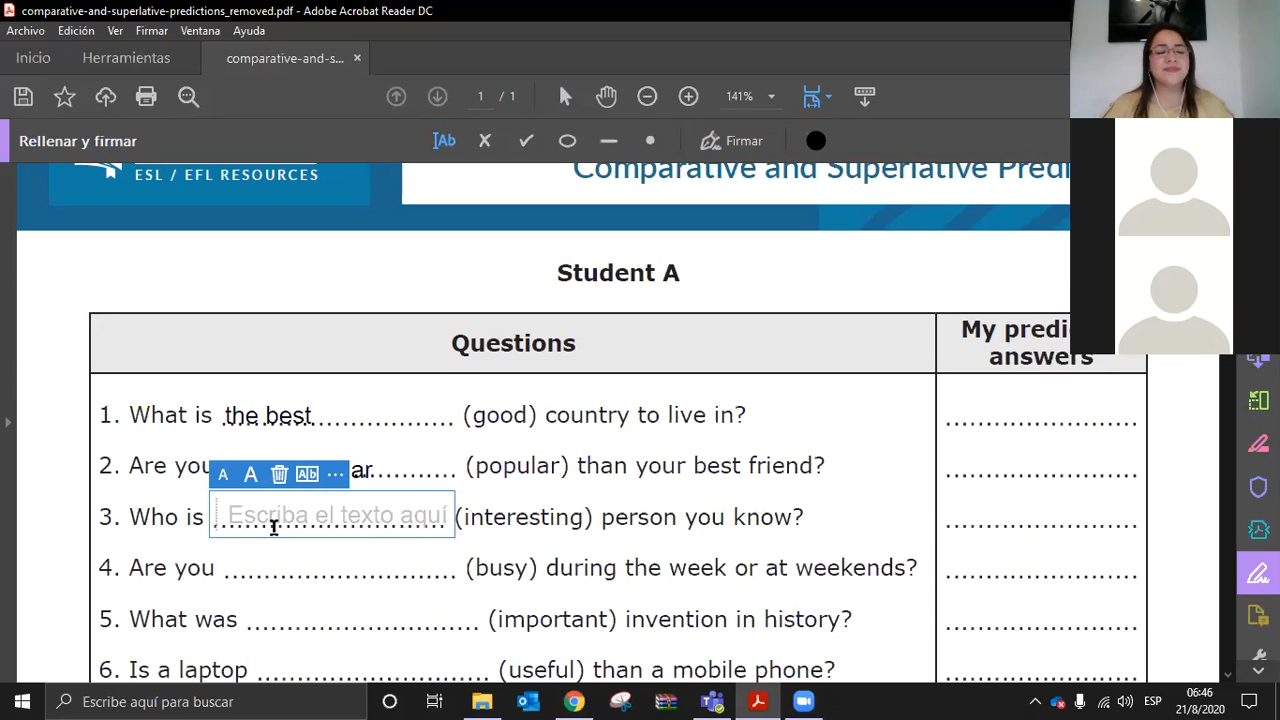 comparative-and-superlative-predictions_removed.pdf - Adobe Acrobat Reader DC
Archivo Edición Ver Firmar Ventana Ayuda
Inicio Herramientas comparative-and-s... ×
1 / 1 141%
Rellenar y firmar Ab Firmar
ESL / EFL RESOURCES
Comparative and Superlative Predi
Student A
Questions
My predi
answers
1. What is the best........................ (good) country to live in? ........................
2. Are you ar............ (popular) than your best friend? ........................
A A Ab ...
3. Who is Escriba el texto aquí (interesting) person you know? ........................
4. Are you ............................. (busy) during the week or at weekends? ........................
5. What was ............................. (important) invention in history? ........................
6. Is a laptop ............................. (useful) than a mobile phone? ........................
Escribe aquí para buscar
ESP
06:46
21/8/2020